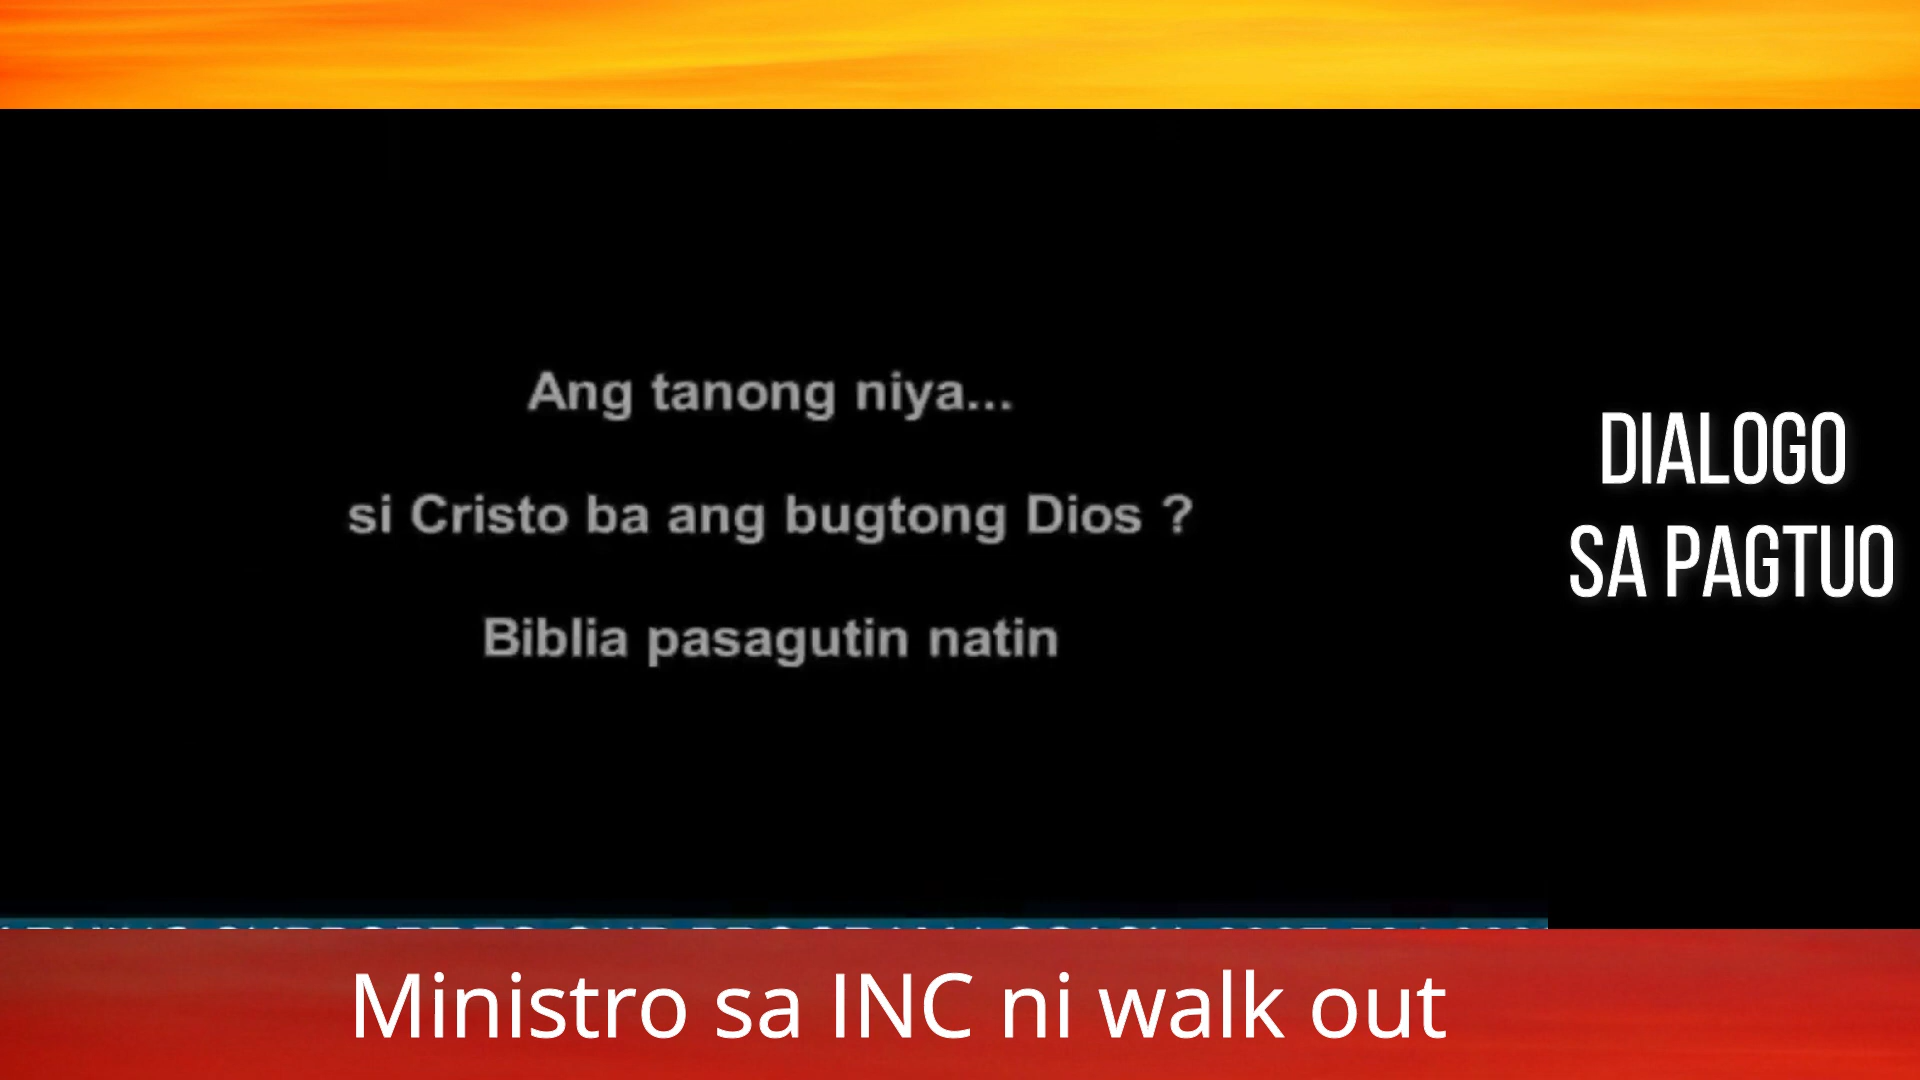 Ang tanong niya...
si Cristo ba ang bugtong Dios ?
Biblia pasagutin natin
DIALOGO
SA PAGTUO
Ministro sa INC ni walk out